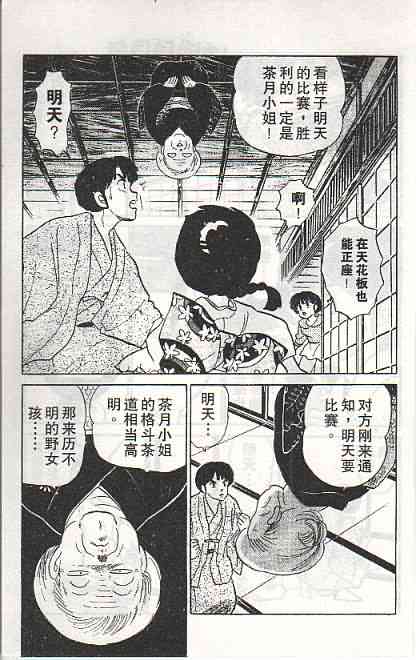 看样子明天
的比赛，胜
利的一定是
茶月小姐！
明天？
啊！
在天花板也
能正座！
对方刚来通
知，明天要
比赛。
明天…
茶月小姐
的格斗茶
道相当高
明。
那来历不
明的野女
孩……